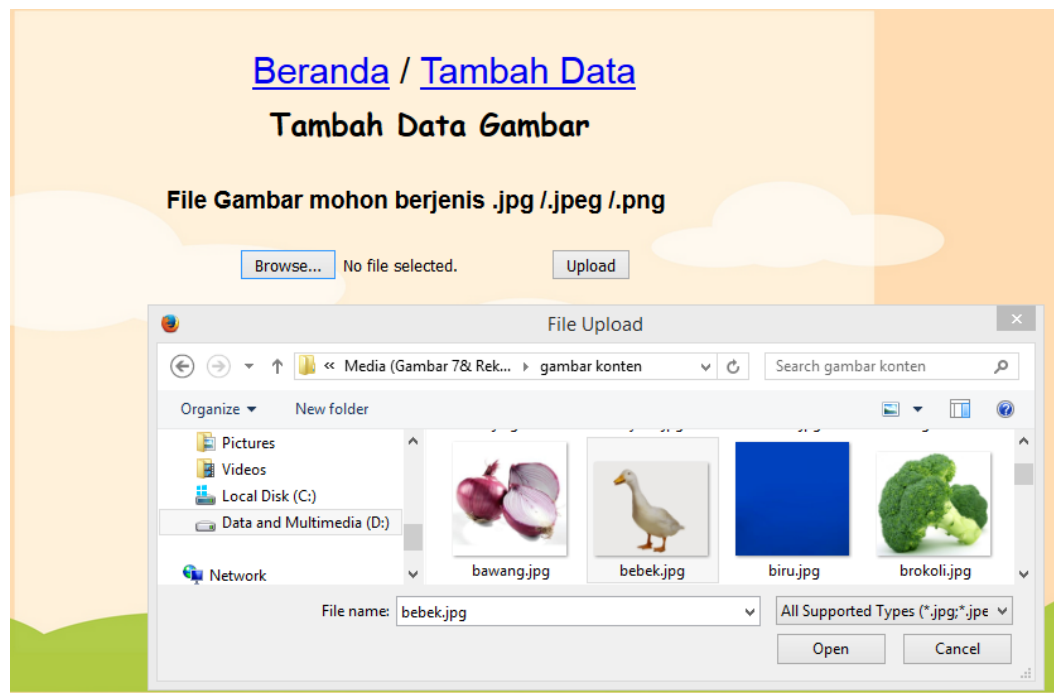 Beranda / Tambah Data
Tambah Data Gambar
File Gambar mohon berjenis .jpg /.jpeg /.png
Browse... No file selected. Upload
File Upload
« Media (Gambar 7& Rek... gambar konten Search gambar konten
Organize New folder
Pictures
Videos
Local Disk (C:)
Data and Multimedia (D:)
Network
bawang.jpg bebek.jpg biru.jpg brokoli.jpg
File name: bebek.jpg All Supported Types (*.jpg;*.jpe
Open Cancel